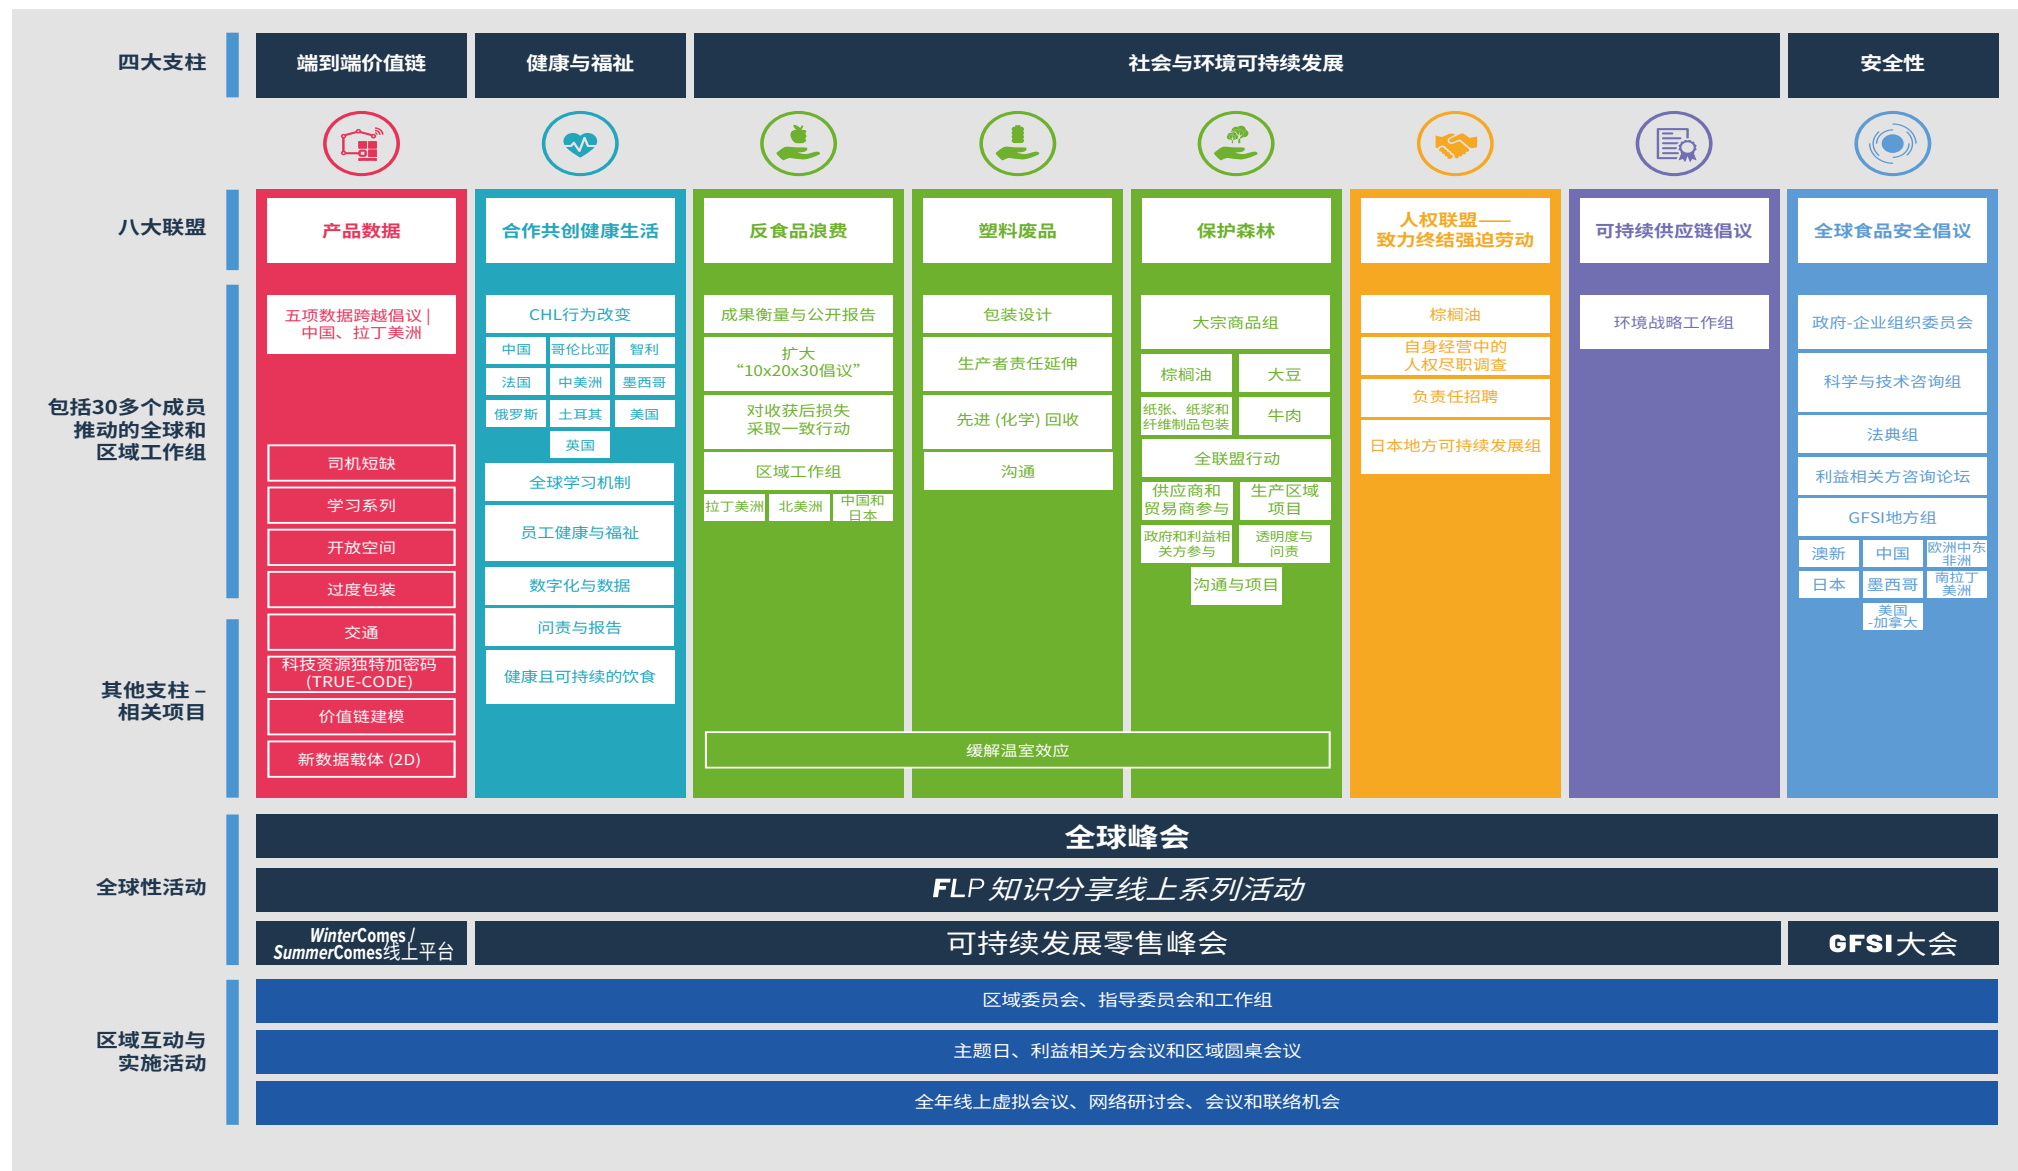 四大支柱
端到端价值链
健康与福祉
社会与环境可持续发展
安全性
八大联盟
产品数据
合作共创健康生活
反食品浪费
塑料废品
保护森林
人权联盟——
致力终结强迫劳动
可持续供应链倡议
全球食品安全倡议
包括30多个成员
推动的全球和
区域工作组
五项数据跨越倡议 |
中国、拉丁美洲
CHL行为改变
中国
哥伦比亚
智利
法国
中美洲
墨西哥
俄罗斯
土耳其
美国
英国
全球学习机制
员工健康与福祉
数字化与数据
问责与报告
健康且可持续的饮食
成果衡量与公开报告
扩大
“10x20x30倡议”
对收获后损失
采取一致行动
区域工作组
拉丁美洲
北美洲
中国和
日本
包装设计
生产者责任延伸
先进 (化学) 回收
沟通
大宗商品组
棕榈油
大豆
纸张、纸浆和
纤维制品包装
牛肉
全联盟行动
供应商和
贸易商参与
生产区域
项目
政府和利益相
关方参与
透明度与
问责
沟通与项目
棕榈油
自身经营中的
人权尽职调查
负责任招聘
日本地方可持续发展组
环境战略工作组
政府-企业组织委员会
科学与技术咨询组
法典组
利益相关方咨询论坛
GFSI地方组
澳新
中国
欧洲中东
非洲
日本
墨西哥
南拉丁
美洲
美国
-加拿大
其他支柱 –
相关项目
司机短缺
学习系列
开放空间
过度包装
交通
科技资源独特加密码
(TRUE-CODE)
价值链建模
新数据载体 (2D)
缓解温室效应
全球性活动
全球峰会
FLP 知识分享线上系列活动
WinterComes /
SummerComes线上平台
可持续发展零售峰会
GFSI 大会
区域互动与
实施活动
区域委员会、指导委员会和工作组
主题日、利益相关方会议和区域圆桌会议
全年线上虚拟会议、网络研讨会、会议和联络机会